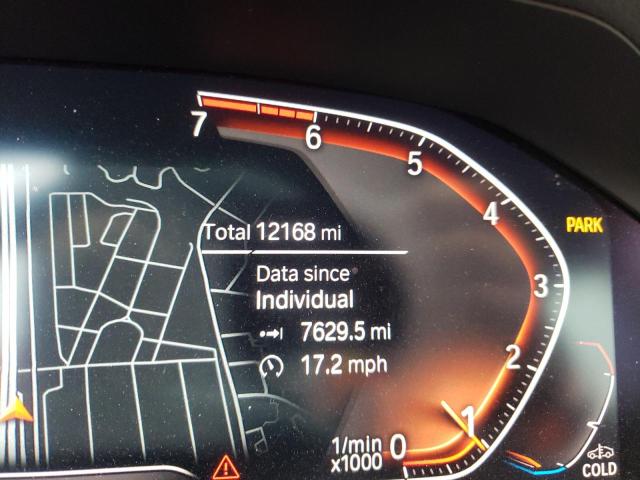 7
6
5
4
PARK
Total 12168 mi
Data since
Individual
3
7629.5 mi
17.2 mph
2
1
1/min
x1000
0
COLD